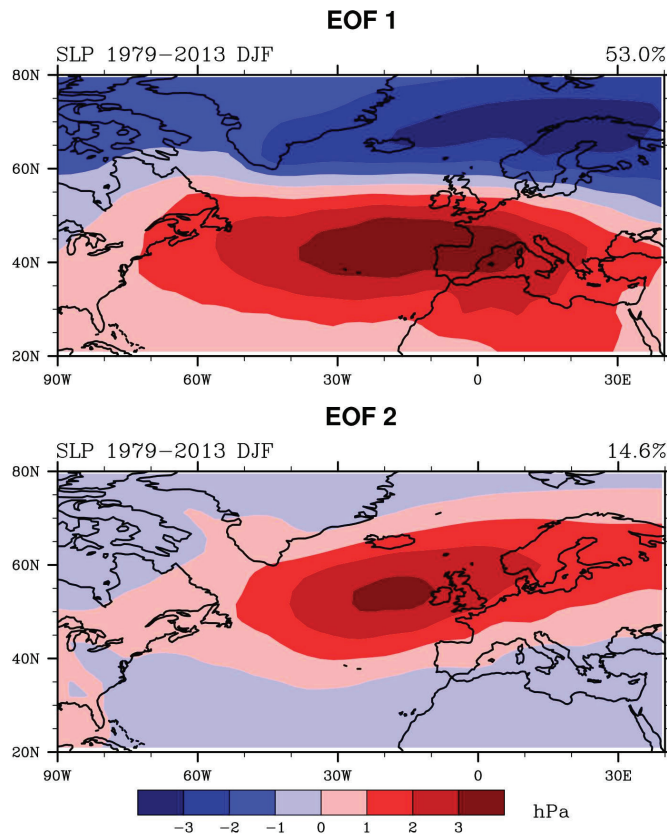 EOF 1
SLP 1979−2013 DJF 53.0%
80N
60N
40N
20N
90W 60W 30W 0 30E
EOF 2
SLP 1979−2013 DJF 14.6%
80N
60N
40N
20N
90W 60W 30W 0 30E
−3 −2 −1 0 1 2 3 hPa